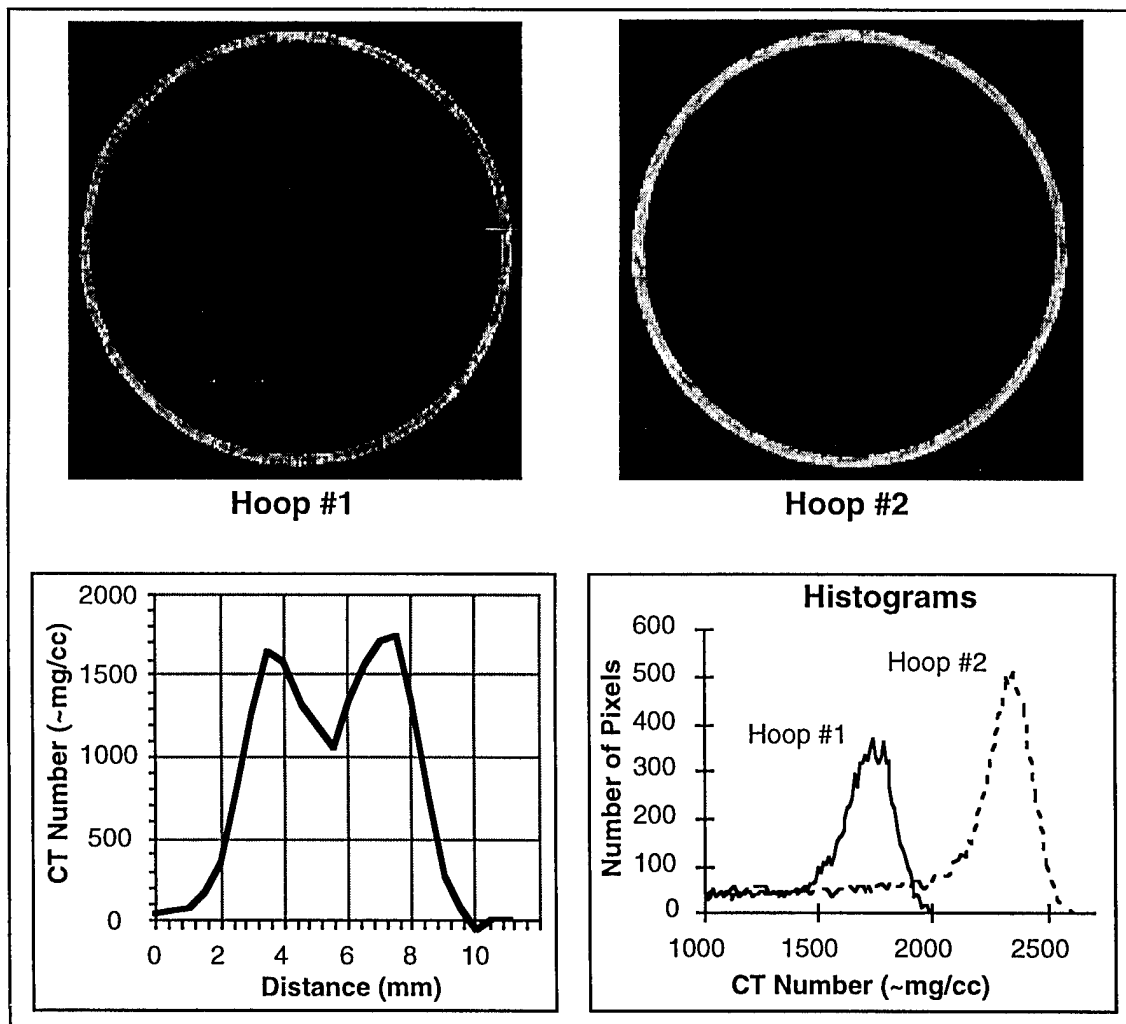 Hoop #1
Hoop #2
2000
1500
1000
500
0
CT Number (~mg/cc)
0 2 4 6 8 10
Distance (mm)
Histograms
600
500
400
300
200
100
0
Number of Pixels
Hoop #2
Hoop #1
1000 1500 2000 2500
CT Number (~mg/cc)